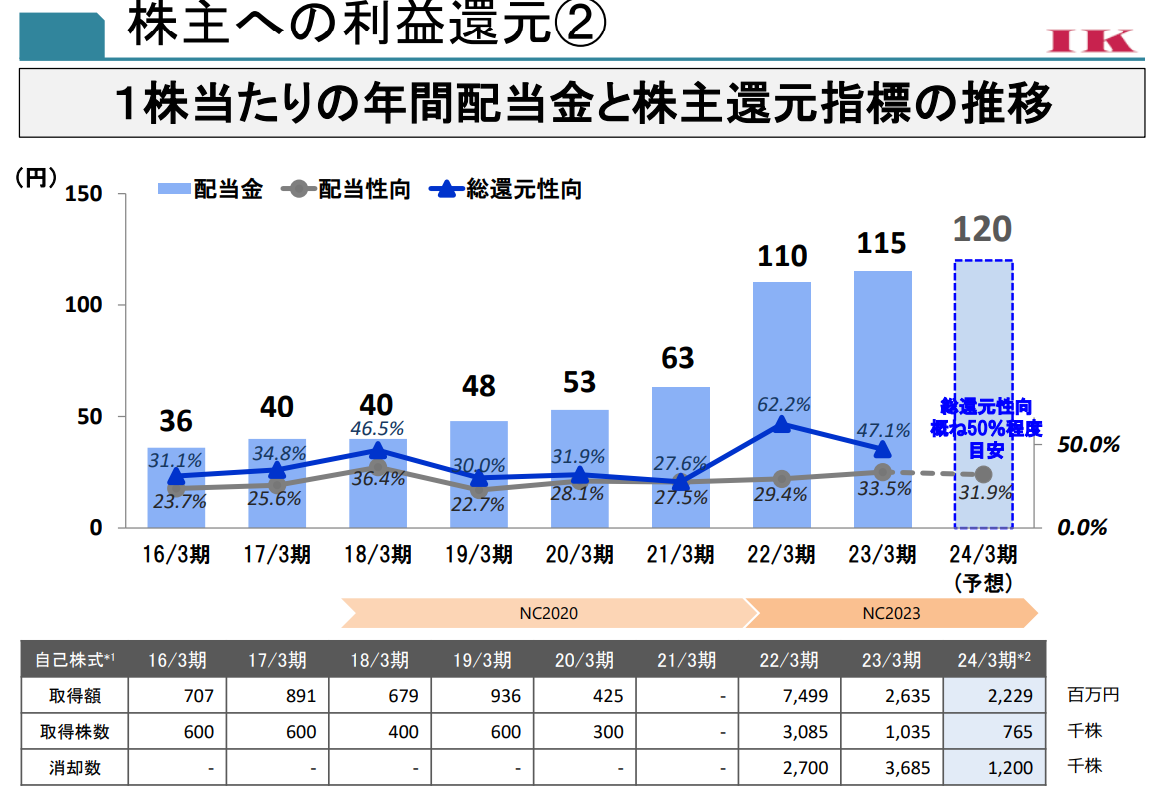 株主への利益還元②
IK
１株当たりの年間配当金と株主還元指標の推移
（円）
配当金 配当性向 総還元性向
150
100
50
0
50.0%
0.0%
36 40 40 48 53 63 110 115 120
31.1% 34.8% 46.5% 30.0% 31.9% 27.6% 62.2% 47.1%
総還元性向
概ね50%程度
目安
23.7% 25.6% 36.4% 22.7% 28.1% 27.5% 29.4% 33.5% 31.9%
16/3期 17/3期 18/3期 19/3期 20/3期 21/3期 22/3期 23/3期 24/3期
（予想）
NC2020 NC2023
自己株式*1 16/3期 17/3期 18/3期 19/3期 20/3期 21/3期 22/3期 23/3期 24/3期*2
取得額 707 891 679 936 425 - 7,499 2,635 2,229 百万円
取得株数 600 600 400 600 300 - 3,085 1,035 765 千株
消却数 - - - - - - 2,700 3,685 1,200 千株